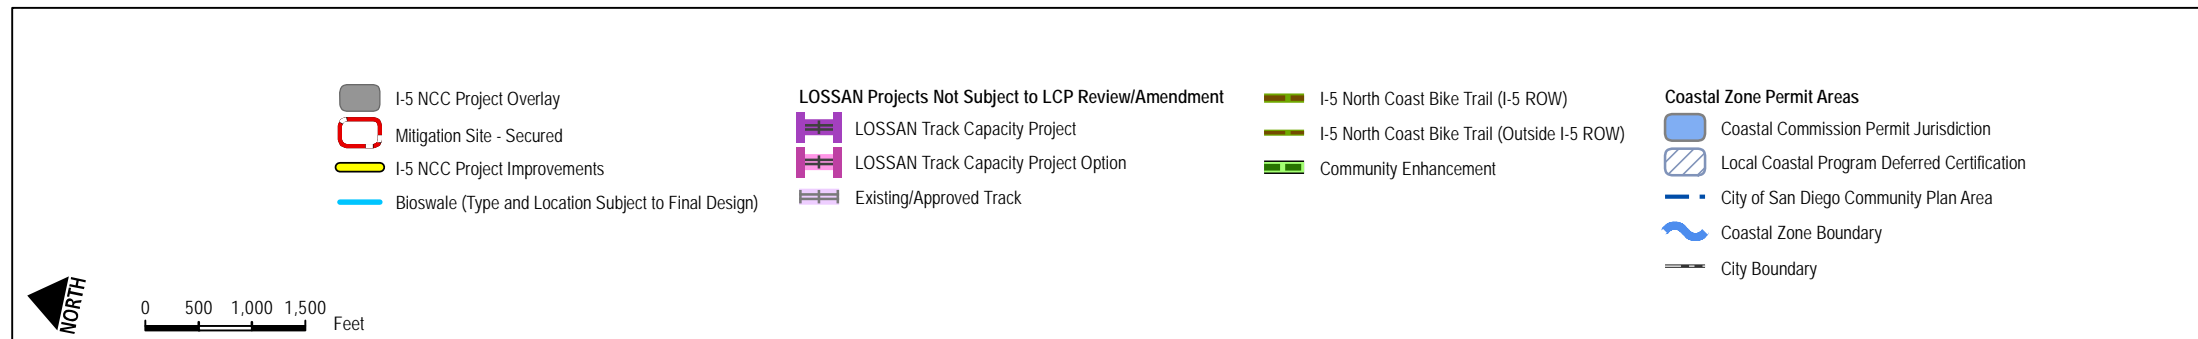 I-5 NCC Project Overlay
Mitigation Site - Secured
I-5 NCC Project Improvements
Bioswale (Type and Location Subject to Final Design)
LOSSAN Projects Not Subject to LCP Review/Amendment
LOSSAN Track Capacity Project
LOSSAN Track Capacity Project Option
Existing/Approved Track
I-5 North Coast Bike Trail (I-5 ROW)
I-5 North Coast Bike Trail (Outside I-5 ROW)
Community Enhancement
Coastal Zone Permit Areas
Coastal Commission Permit Jurisdiction
Local Coastal Program Deferred Certification
City of San Diego Community Plan Area
Coastal Zone Boundary
City Boundary
NORTH
0 500 1,000 1,500
Feet